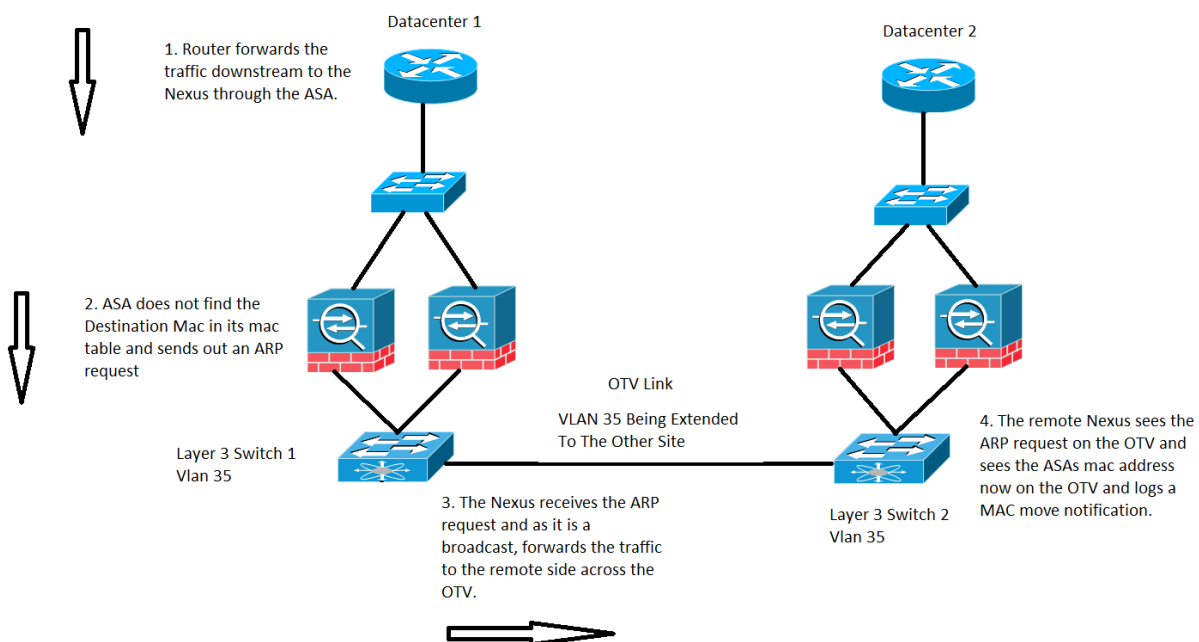 Datacenter 1
Datacenter 2
1. Router forwards the
traffic downstream to the
Nexus through the ASA.
2. ASA does not find the
Destination Mac in its mac
table and sends out an ARP
request
OTV Link
VLAN 35 Being Extended
To The Other Site
Layer 3 Switch 1
Vlan 35
3. The Nexus receives the ARP
request and as it is a
broadcast, forwards the traffic
to the remote side across the
OTV.
4. The remote Nexus sees the
ARP request on the OTV and
sees the ASAs mac address
now on the OTV and logs a
MAC move notification.
Layer 3 Switch 2
Vlan 35